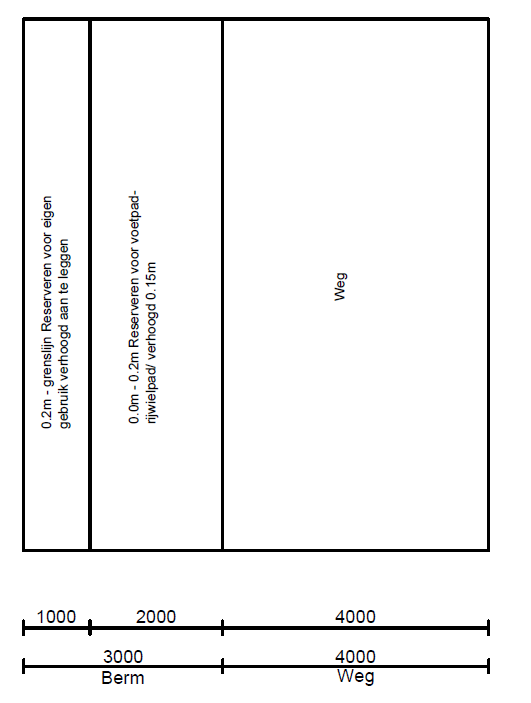 0.2m - grenslijn Reserveren voor eigen
gebruik verhoogd aan te leggen
0.0m - 0.2m Reserveren voor voetpad-
rijwielpad/ verhoogd 0.15m
Weg
1000
2000
4000
3000
4000
Berm
Weg